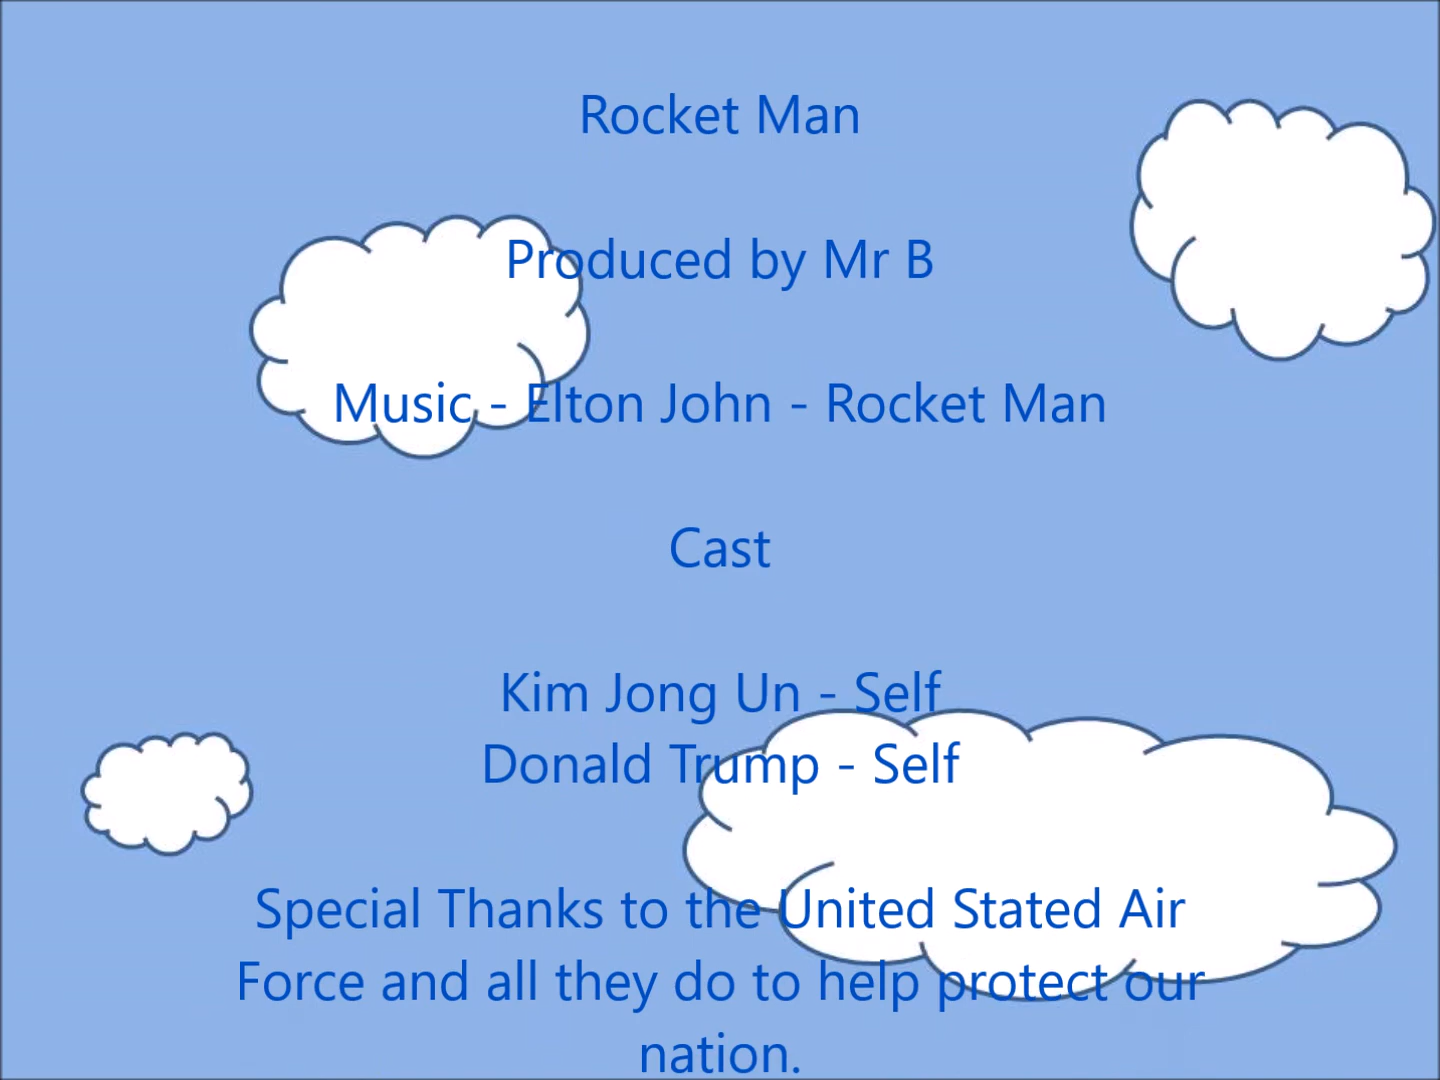 Rocket Man
Produced by Mr B
Music - Elton John - Rocket Man
Cast
Kim Jong Un - Self
Donald Trump - Self
Special Thanks to the United Stated Air
Force and all they do to help protect our
nation.